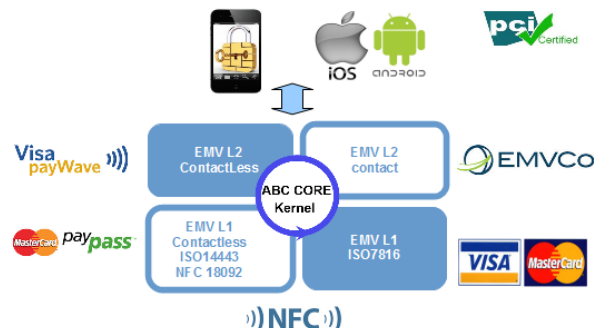 iOS
ANDROID
pci
Certified
Visa
payWave
EMV L2
ContactLess
EMV L2
contact
EMVCo
ABC CORE
Kernel
MasterCard
paypass
EMV L1
Contactless
ISO14443
NFC 18092
EMV L1
ISO7816
VISA
MasterCard
NFC